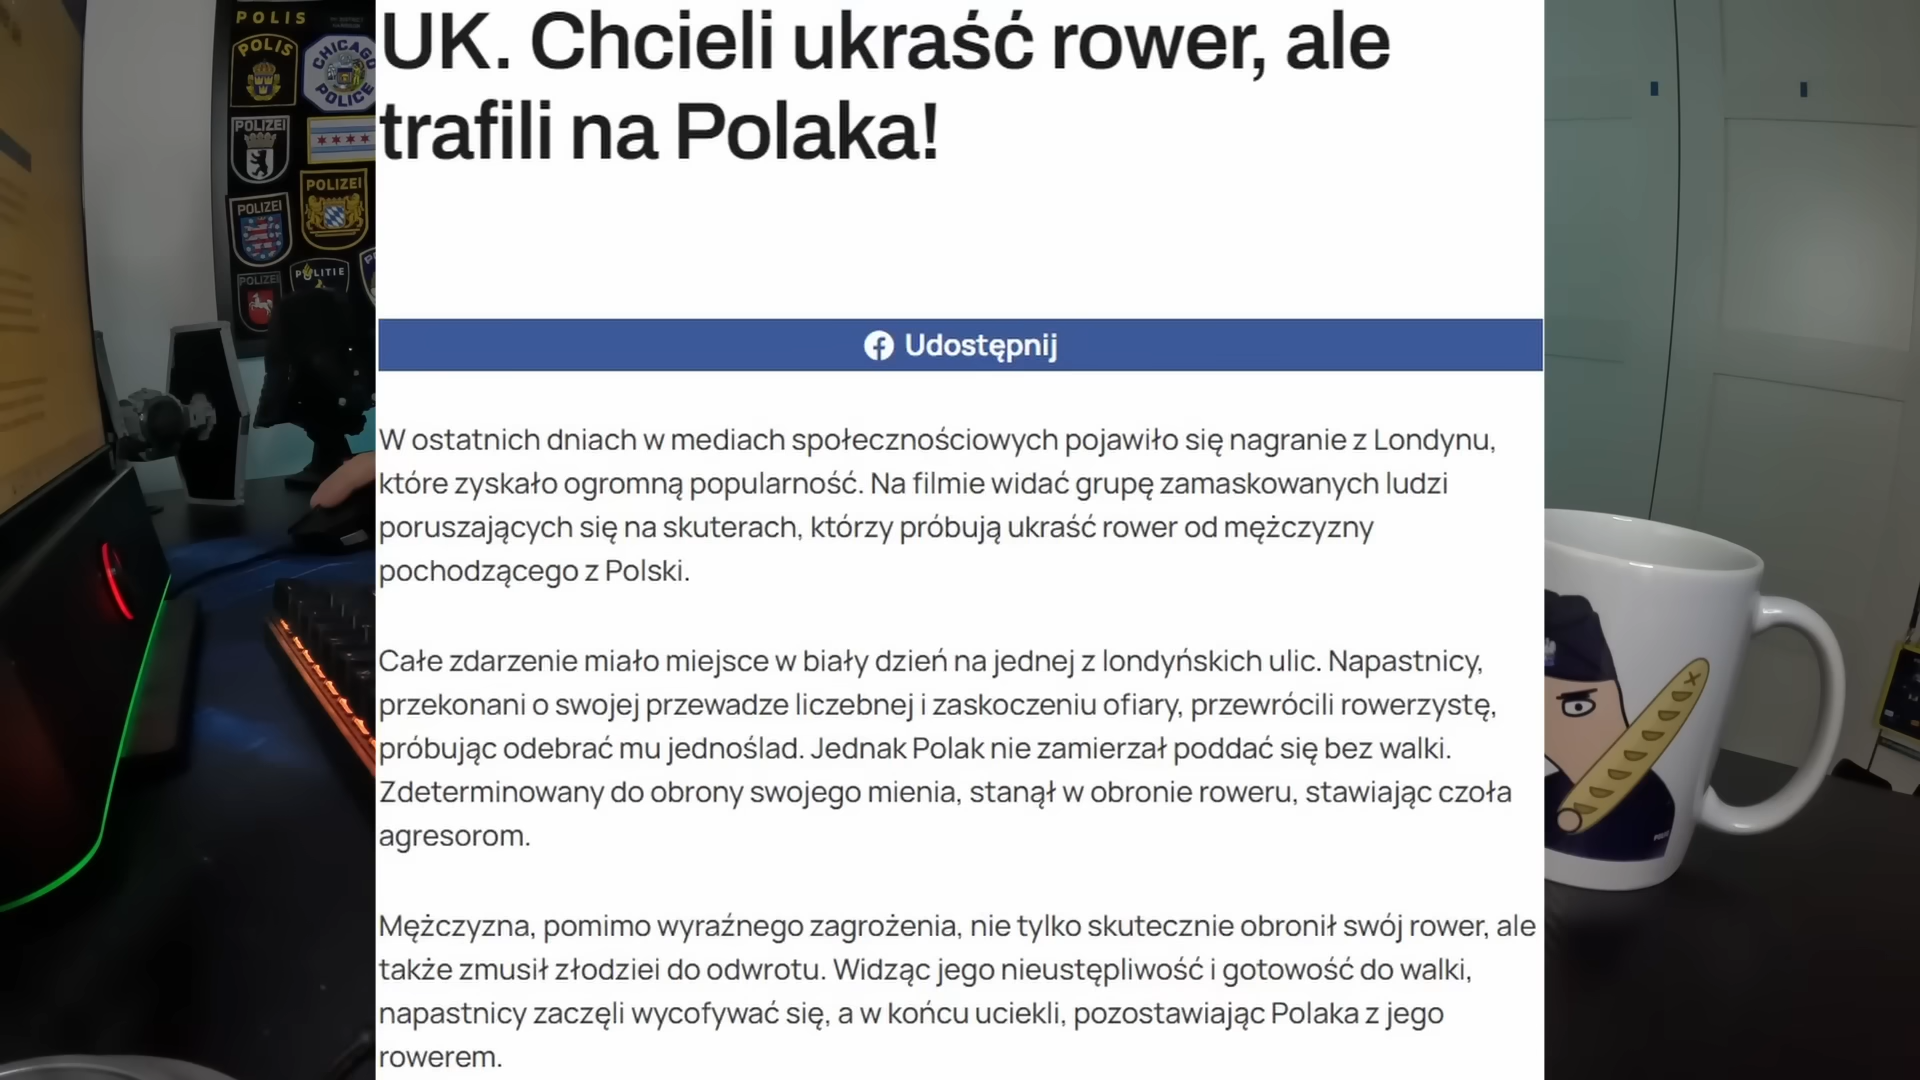 POLIS
POLIS
CHICAGO
POLICE
POLIZEI
POLIZEI
POLIZEI
POLITIE
POLIZEI
UK. Chcieli ukraść rower, ale
trafili na Polaka!
Udostępnij
W ostatnich dniach w mediach społecznościowych pojawiło się nagranie z Londynu,
które zyskało ogromną popularność. Na filmie widać grupę zamaskowanych ludzi
poruszających się na skuterach, którzy próbują ukraść rower od mężczyzny
pochodzącego z Polski.
Całe zdarzenie miało miejsce w biały dzień na jednej z londyńskich ulic. Napastnicy,
przekonani o swojej przewadze liczebnej i zaskoczeniu ofiary, przewrócili rowerzystę,
próbując odebrać mu jednoślad. Jednak Polak nie zamierzał poddać się bez walki.
Zdeterminowany do obrony swojego mienia, stanął w obronie roweru, stawiając czoła
agresorom.
Mężczyzna, pomimo wyraźnego zagrożenia, nie tylko skutecznie obronił swój rower, ale
także zmusił złodziei do odwrotu. Widząc jego nieustępliwość i gotowość do walki,
napastnicy zaczęli wycofywać się, a w końcu uciekli, pozostawiając Polaka z jego
rowerem.